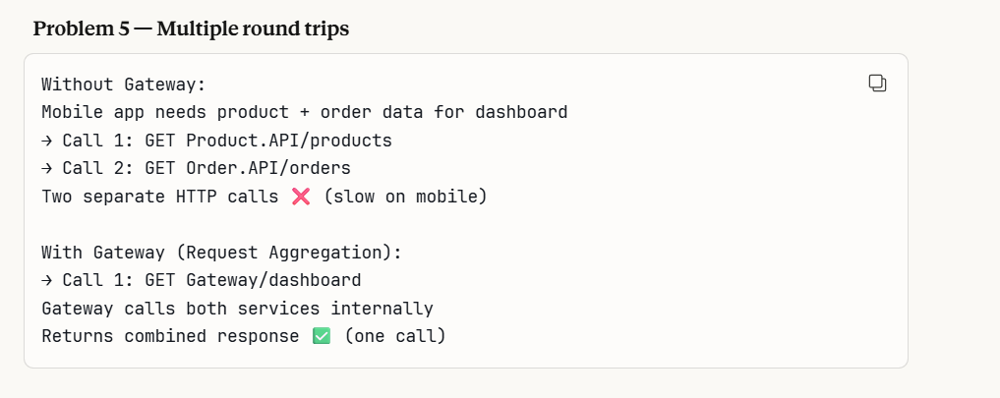 Problem 5 — Multiple round trips
Without Gateway:
Mobile app needs product + order data for dashboard
→ Call 1: GET Product.API/products
→ Call 2: GET Order.API/orders
Two separate HTTP calls ❌ (slow on mobile)
With Gateway (Request Aggregation):
→ Call 1: GET Gateway/dashboard
Gateway calls both services internally
Returns combined response ✅ (one call)